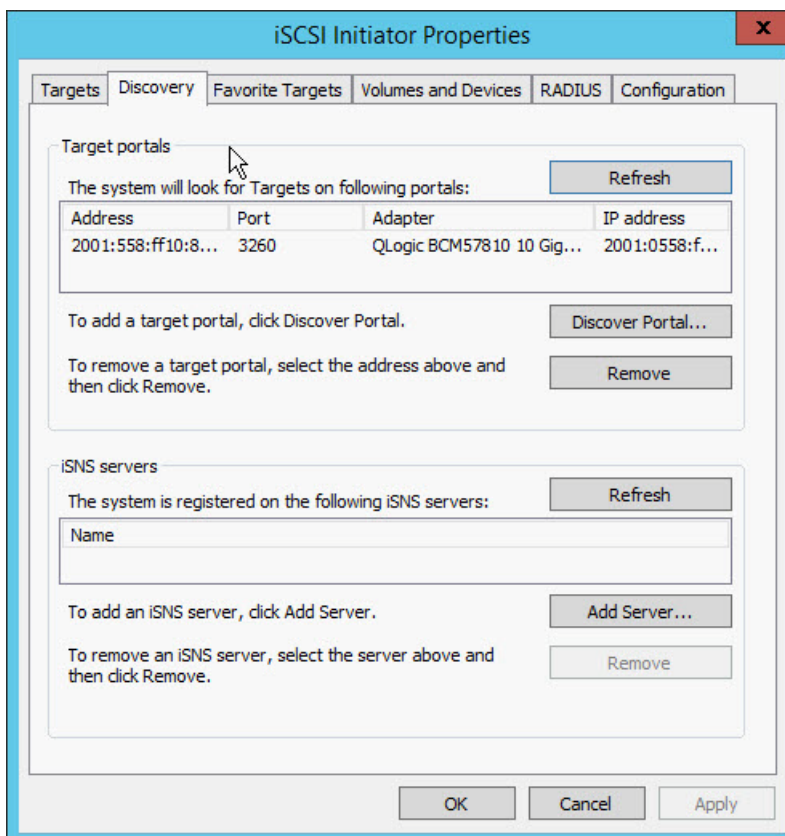 iSCSI Initiator Properties
x
Targets Discovery Favorite Targets Volumes and Devices RADIUS Configuration
Target portals
The system will look for Targets on following portals:
Refresh
Address Port Adapter IP address
2001:558:ff10:8... 3260 QLogic BCM57810 10 Gig... 2001:0558:f...
To add a target portal, click Discover Portal.
Discover Portal...
To remove a target portal, select the address above and
then click Remove.
Remove
iSNS servers
The system is registered on the following iSNS servers:
Refresh
Name
To add an iSNS server, click Add Server.
Add Server...
To remove an iSNS server, select the server above and
then click Remove.
Remove
OK Cancel Apply